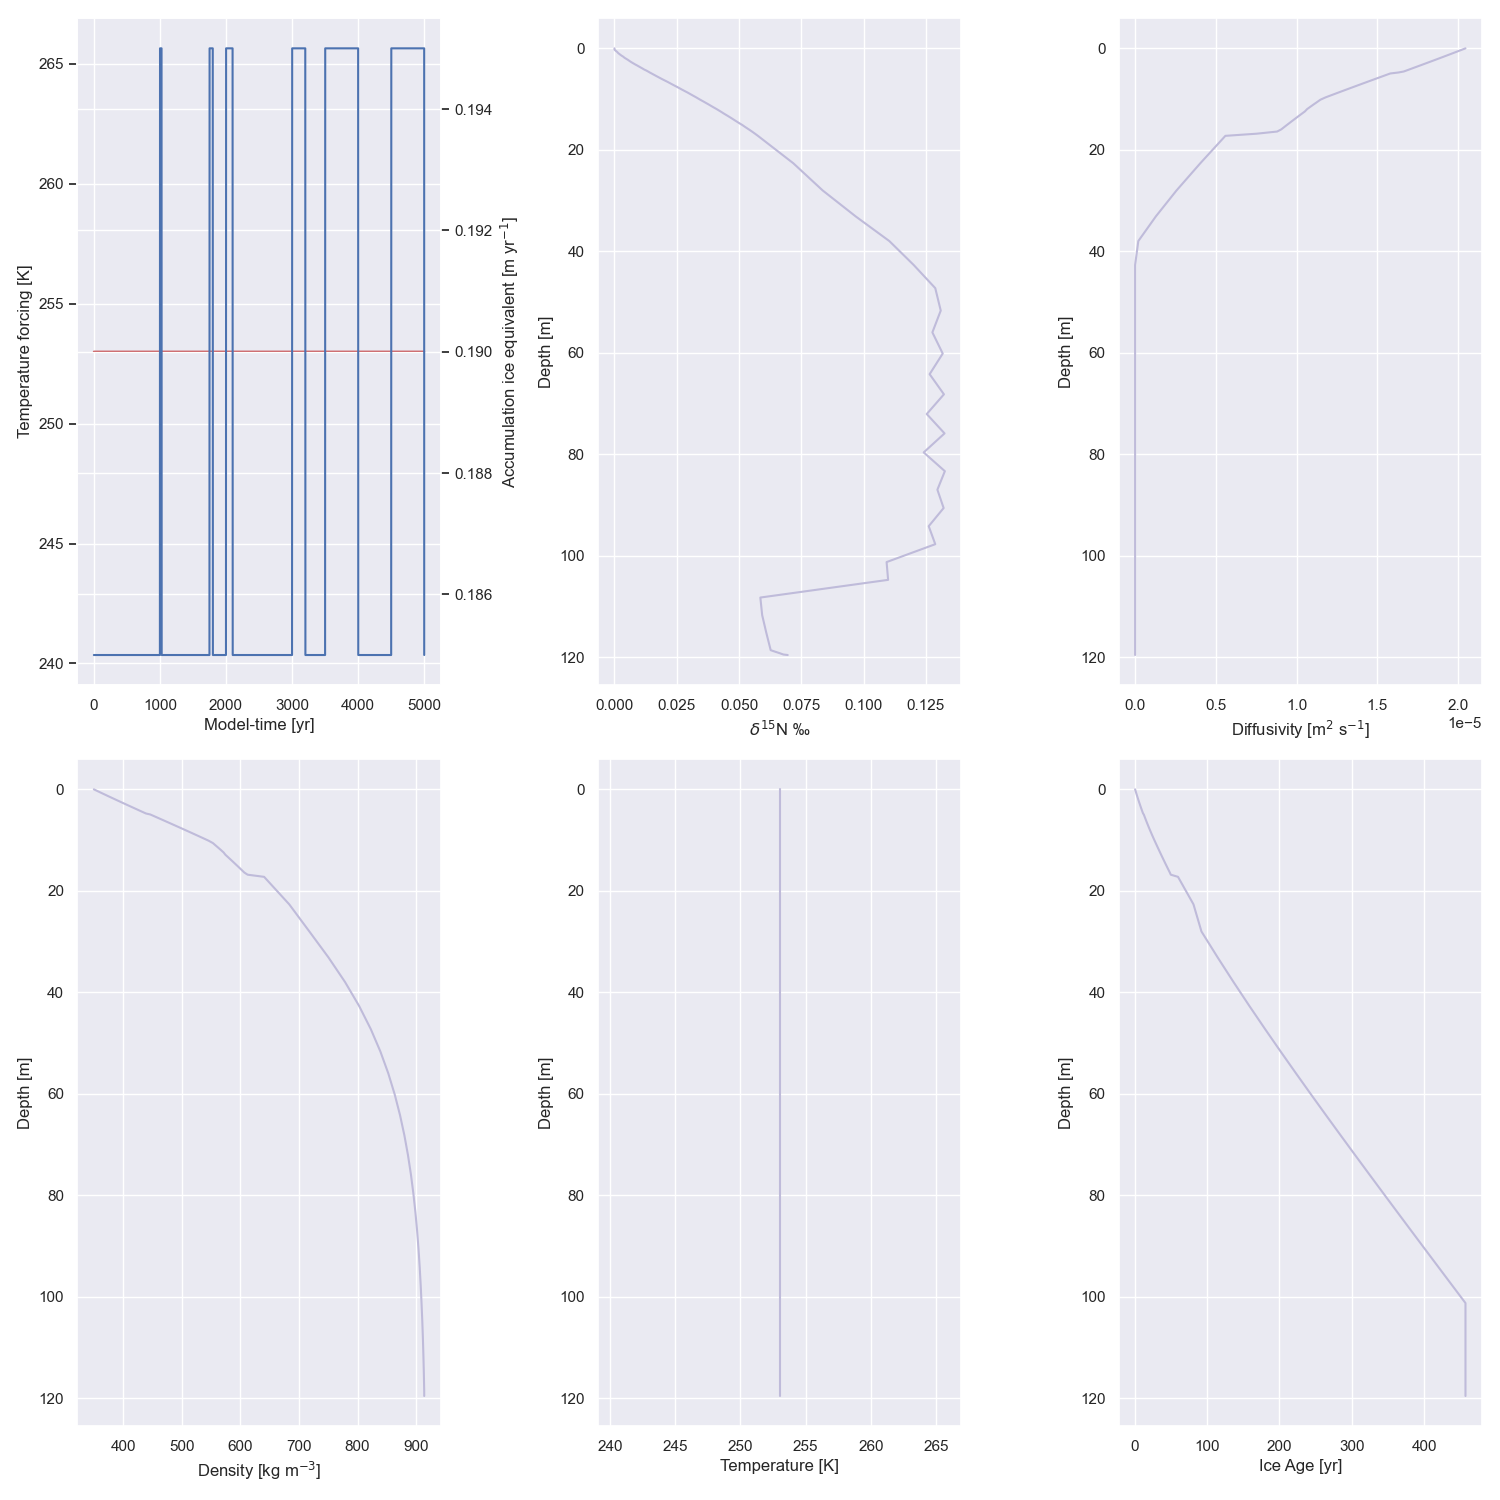 265
260
255
250
245
240
Temperature forcing [K]
0 1000 2000 3000 4000 5000
Model-time [yr]
0.194
0.192
0.190
0.188
0.186
Accumulation ice equivalent [m yr⁻¹]
0
20
40
60
80
100
120
Depth [m]
0.000 0.025 0.050 0.075 0.100 0.125
δ¹⁵N ‰
0
20
40
60
80
100
120
Depth [m]
0.0 0.5 1.0 1.5 2.0
1e−5
Diffusivity [m² s⁻¹]
0
20
40
60
80
100
120
Depth [m]
400 500 600 700 800 900
Density [kg m⁻³]
0
20
40
60
80
100
120
Depth [m]
240 245 250 255 260 265
Temperature [K]
0
20
40
60
80
100
120
Depth [m]
0 100 200 300 400
Ice Age [yr]